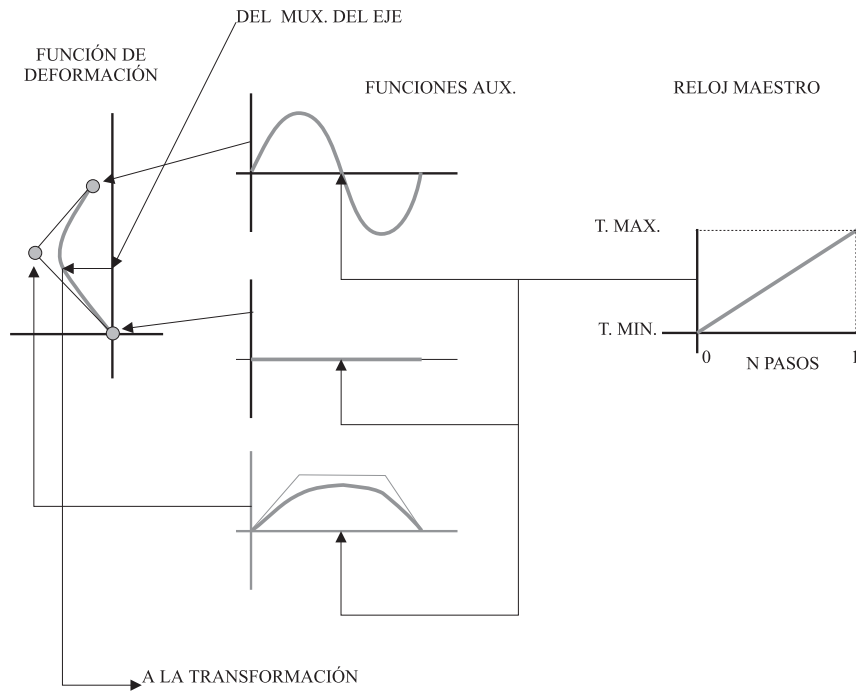 DEL MUX. DEL EJE
FUNCIÓN DE
DEFORMACIÓN
FUNCIONES AUX.
RELOJ MAESTRO
T. MAX.
T. MIN.
0
N PASOS
A LA TRANSFORMACIÓN